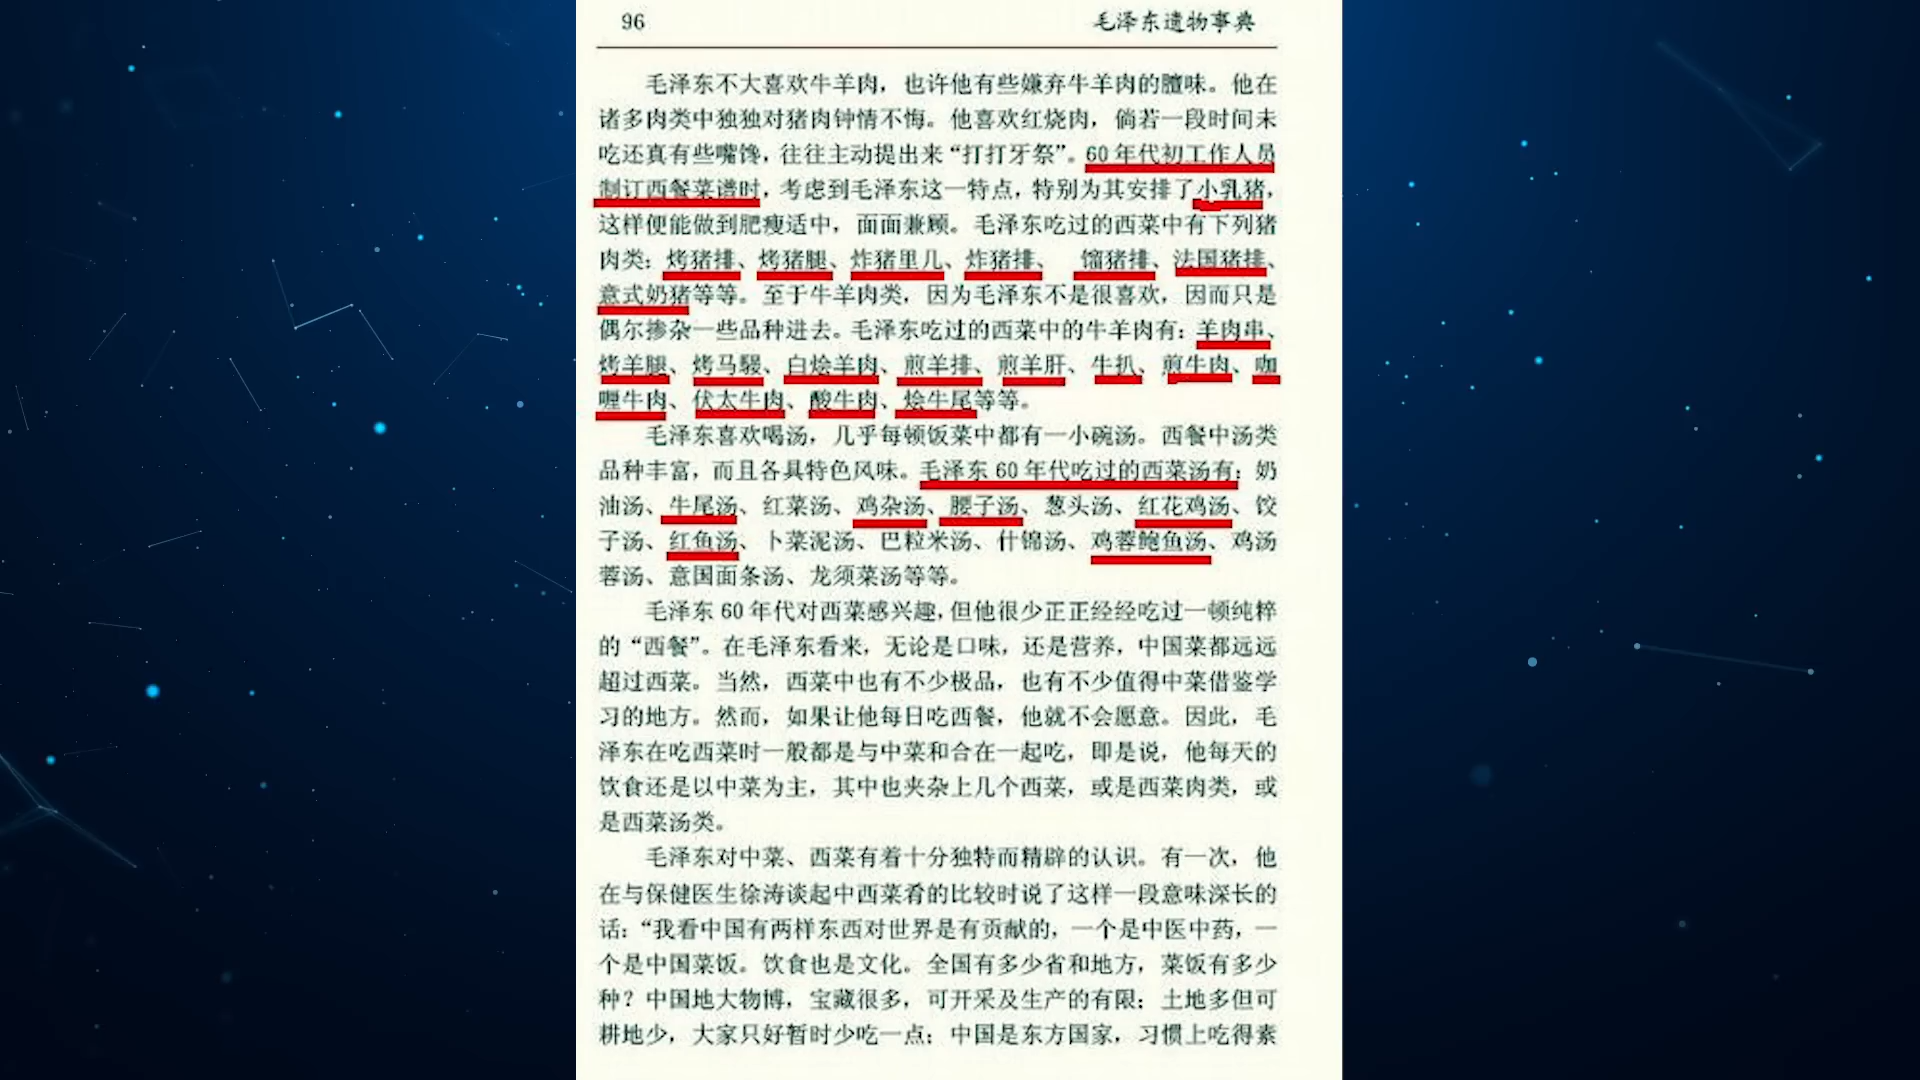 96 毛泽东遗物事典
毛泽东不大喜欢牛羊肉，也许他有些嫌弃牛羊肉的膻味。他在
诸多肉类中独独对猪肉钟情不悔。他喜欢红烧肉，倘若一段时间未
吃还真有些嘴馋，往往主动提出来“打打牙祭”。60年代初工作人员
制订西餐菜谱时，考虑到毛泽东这一特点，特别为其安排了小乳猪，
这样便能做到肥瘦适中，面面兼顾。毛泽东吃过的西菜中有下列猪
肉类：烤猪排、烤猪腿、炸猪里几、炸猪排、 馏猪排、法国猪排、
意式奶猪等等。至于牛羊肉类，因为毛泽东不是很喜欢，因而只是
偶尔掺杂一些品种进去。毛泽东吃过的西菜中的牛羊肉有：羊肉串、
烤羊腿、烤马鞍、白烩羊肉、煎羊排、煎羊肝、牛扒、煎牛肉、咖
喱牛肉、伏太牛肉、酸牛肉、烩牛尾等等。
毛泽东喜欢喝汤，几乎每顿饭菜中都有一小碗汤。西餐中汤类
品种丰富，而且各具特色风味。毛泽东60年代吃过的西菜汤有：奶
油汤、牛尾汤、红菜汤、鸡杂汤、腰子汤、葱头汤、红花鸡汤、饺
子汤、红鱼汤、卜菜泥汤、巴粒米汤、什锦汤、鸡蓉鲍鱼汤、鸡汤
蓉汤、意国面条汤、龙须菜汤等等。
毛泽东60年代对西菜感兴趣，但他很少正正经经吃过一顿纯粹
的“西餐”。在毛泽东看来，无论是口味，还是营养，中国菜都远远
超过西菜。当然，西菜中也有不少极品，也有不少值得中菜借鉴学
习的地方。然而，如果让他每日吃西餐，他就不会愿意。因此，毛
泽东在吃西菜时一般都是与中菜和合在一起吃，即是说，他每天的
饮食还是以中菜为主，其中也夹杂上几个西菜，或是西菜肉类，或
是西菜汤类。
毛泽东对中菜、西菜有着十分独特而精辟的认识。有一次，他
在与保健医生徐涛谈起中西菜肴的比较时说了这样一段意味深长的
话：“我看中国有两样东西对世界是有贡献的，一个是中医中药，一
个是中国菜饭。饮食也是文化。全国有多少省和地方，菜饭有多少
种？中国地大物博，宝藏很多，可开采及生产的有限；土地多但可
耕地少，大家只好暂时少吃一点；中国是东方国家，习惯上吃得素